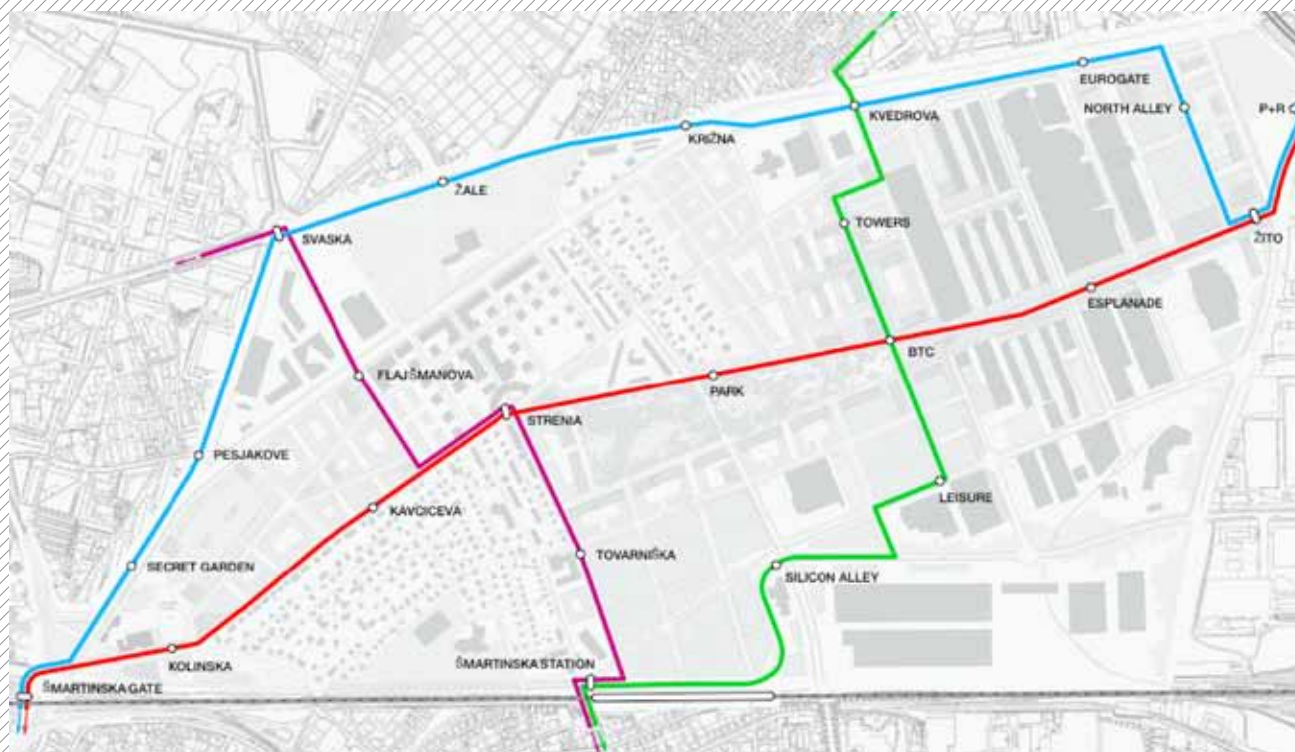 EUROGATE
NORTH ALLEY
P+R
KVEDROVA
KRIŽNA
ŽALE
TOWERS
SVASKA
ŽITO
ESPLANADE
BTC
FLAJŠMANOVA
PARK
STRENIA
PESJAKOVE
LEISURE
KAVCICEVA
TOVARNIŠKA
SECRET GARDEN
SILICON ALLEY
KOLINSKA
ŠMARTINSKA STATION
ŠMARTINSKA GATE